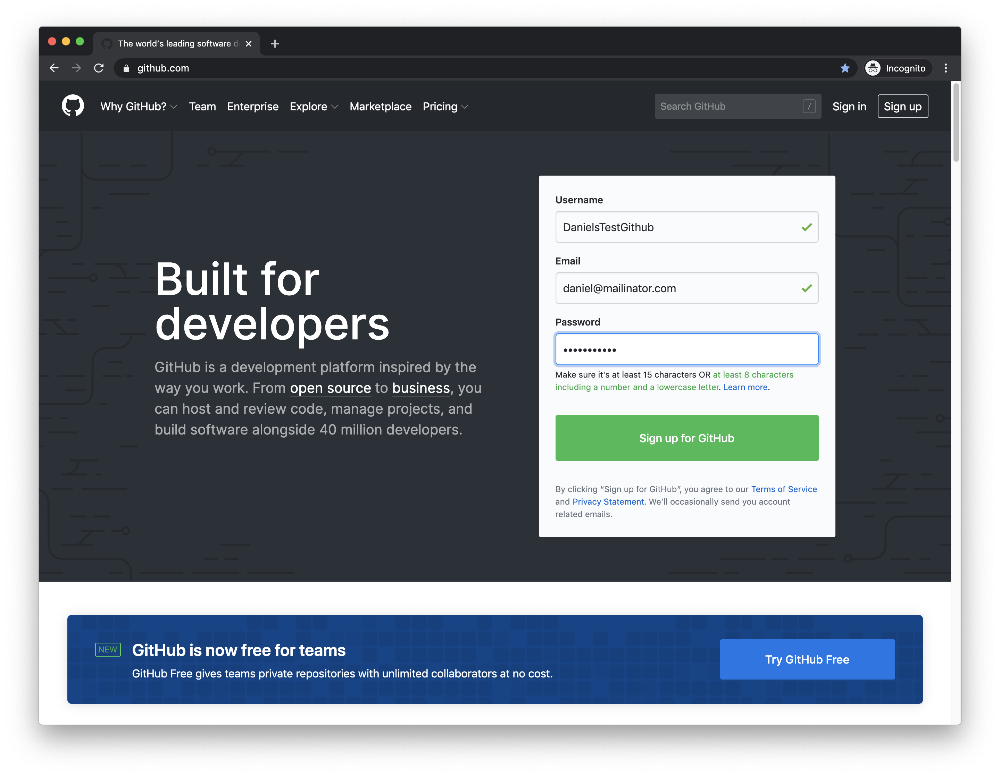 The world's leading software d
github.com
Incognito
Why GitHub? Team Enterprise Explore Marketplace Pricing
Search GitHub /
Sign in
Sign up
Built for
developers
GitHub is a development platform inspired by the
way you work. From open source to business, you
can host and review code, manage projects, and
build software alongside 40 million developers.
Username
DanielsTestGithub
Email
daniel@mailinator.com
Password
•••••••••••
Make sure it's at least 15 characters OR at least 8 characters
including a number and a lowercase letter. Learn more.
Sign up for GitHub
By clicking “Sign up for GitHub”, you agree to our Terms of Service
and Privacy Statement. We’ll occasionally send you account
related emails.
NEW GitHub is now free for teams
GitHub Free gives teams private repositories with unlimited collaborators at no cost.
Try GitHub Free